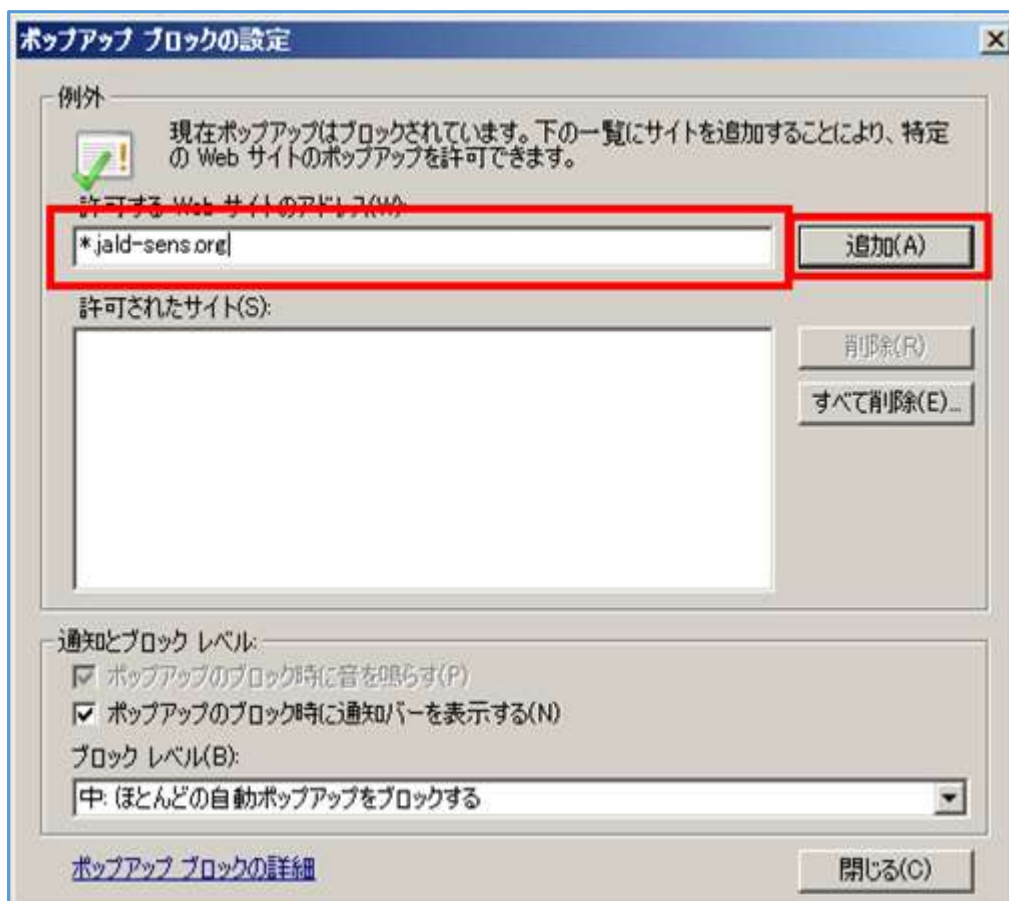 ポップアップ ブロックの設定
例外
現在ポップアップはブロックされています。下の一覧にサイトを追加することにより、特定
の Web サイトのポップアップを許可できます。
許可する Web サイトのアドレス(W):
*.jald-sens.org
追加(A)
許可されたサイト(S):
削除(R)
すべて削除(E)...
通知とブロック レベル:
ポップアップのブロック時に音を鳴らす(P)
ポップアップのブロック時に通知バーを表示する(N)
ブロック レベル(B):
中: ほとんどの自動ポップアップをブロックする
ポップアップ ブロックの詳細
閉じる(C)